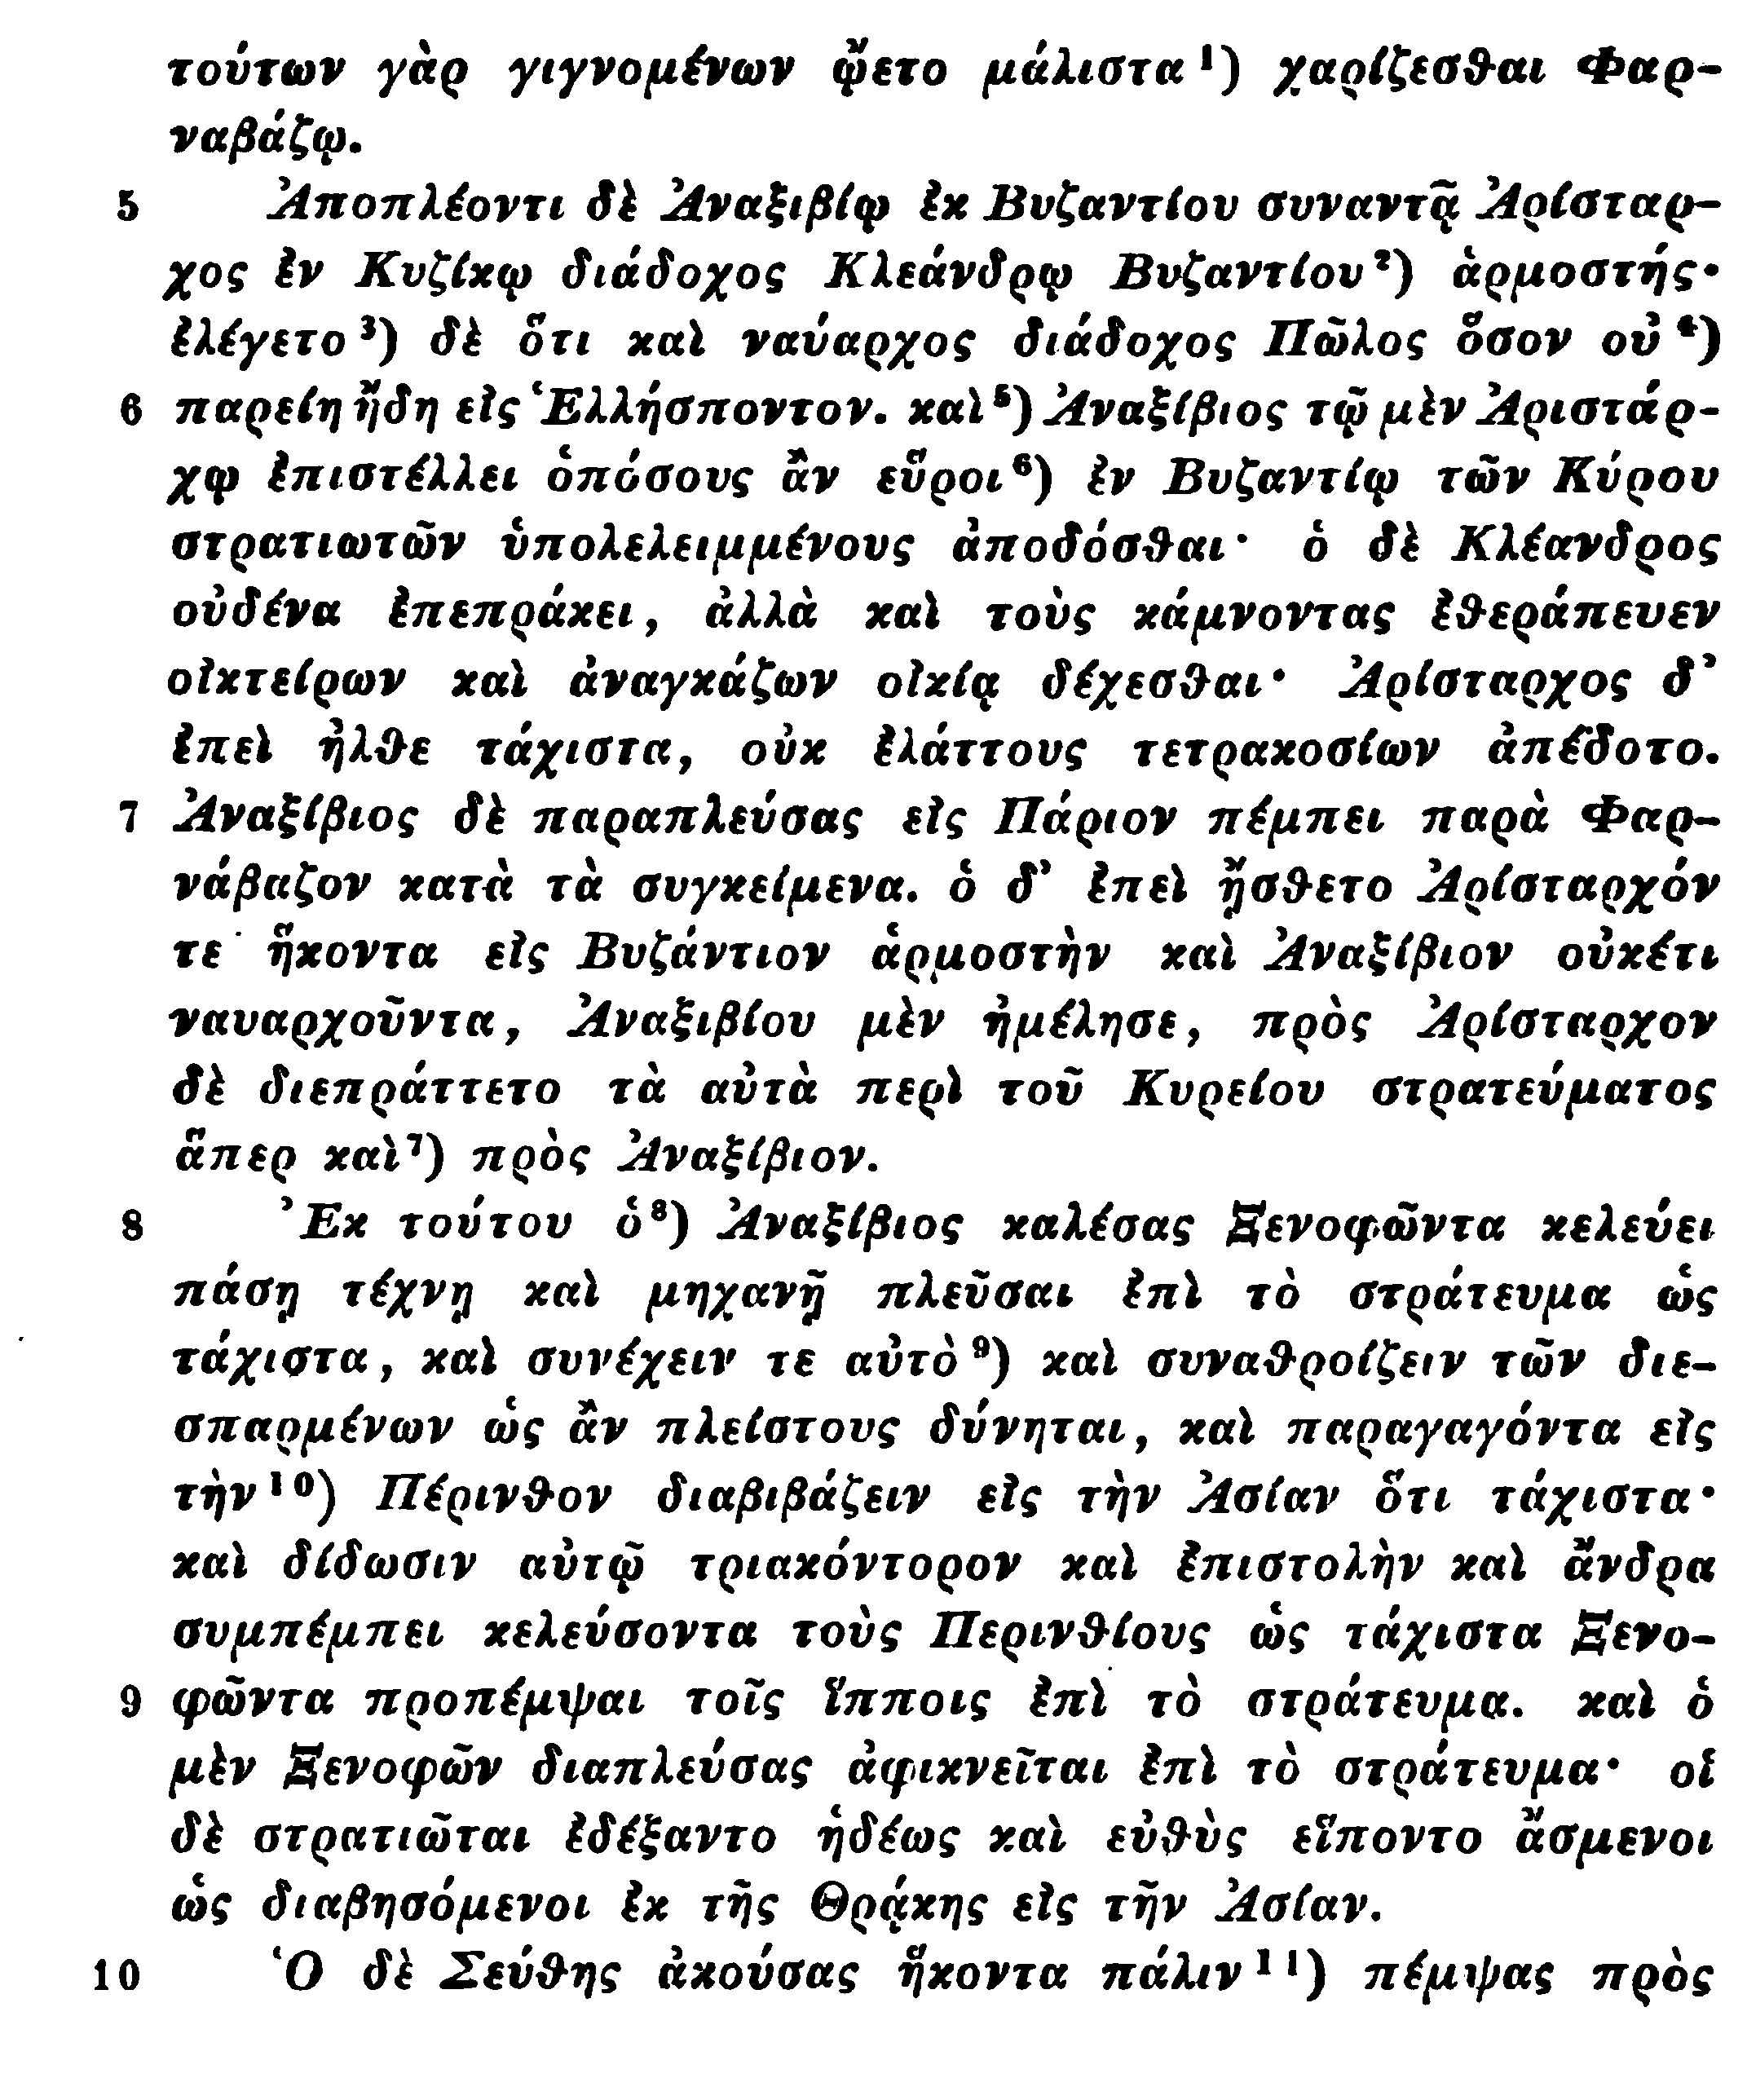 τούτων γὰρ γιγνομένων ᾤετο μάλιστα¹) χαρίζεσθαι Φαρ-
ναβάζῳ.
5 Ἀποπλέοντι δὲ Ἀναξιβίῳ ἐκ Βυζαντίου συναντᾷ Ἀρίσταρ-
χος ἐν Κυζίκῳ διάδοχος Κλεάνδρῳ Βυζαντίου²) ἁρμοστής·
ἐλέγετο³) δὲ ὅτι καὶ ναύαρχος διάδοχος Πῶλος ὅσον οὐ⁴)
6 παρείη ἤδη εἰς Ἑλλήσποντον. καὶ⁵) Ἀναξίβιος τῷ μὲν Ἀριστάρ-
χῳ ἐπιστέλλει ὁπόσους ἂν εὕροι⁶) ἐν Βυζαντίῳ τῶν Κύρου
στρατιωτῶν ὑπολελειμμένους ἀποδόσθαι· ὁ δὲ Κλέανδρος
οὐδένα ἐπεπράκει, ἀλλὰ καὶ τοὺς κάμνοντας ἐθεράπευεν
οἰκτείρων καὶ ἀναγκάζων οἰκίᾳ δέχεσθαι· Ἀρίσταρχος δ’
ἐπεὶ ἦλθε τάχιστα, οὐκ ἐλάττους τετρακοσίων ἀπέδοτο.
7 Ἀναξίβιος δὲ παραπλεύσας εἰς Πάριον πέμπει παρὰ Φαρ-
νάβαζον κατὰ τὰ συγκείμενα. ὁ δ’ ἐπεὶ ᾔσθετο Ἀρίσταρχόν
τε ἥκοντα εἰς Βυζάντιον ἁρμοστὴν καὶ Ἀναξίβιον οὐκέτι
ναυαρχοῦντα, Ἀναξιβίου μὲν ἠμέλησε, πρὸς Ἀρίσταρχον
δὲ διεπράττετο τὰ αὐτὰ περὶ τοῦ Κυρείου στρατεύματος
ἅπερ καὶ⁷) πρὸς Ἀναξίβιον.
8 Ἐκ τούτου ὁ⁸) Ἀναξίβιος καλέσας Ξενοφῶντα κελεύει
πάσῃ τέχνῃ καὶ μηχανῇ πλεῦσαι ἐπὶ τὸ στράτευμα ὡς
τάχιστα, καὶ συνέχειν τε αὐτὸ⁹) καὶ συναθροίζειν τῶν διε-
σπαρμένων ὡς ἂν πλείστους δύνηται, καὶ παραγαγόντα εἰς
τὴν¹⁰) Πέρινθον διαβιβάζειν εἰς τὴν Ἀσίαν ὅτι τάχιστα·
καὶ δίδωσιν αὐτῷ τριακόντορον καὶ ἐπιστολὴν καὶ ἄνδρα
συμπέμπει κελεύσοντα τοὺς Περινθίους ὡς τάχιστα Ξενο-
9 φῶντα προπέμψαι τοῖς ἵπποις ἐπὶ τὸ στράτευμα. καὶ ὁ
μὲν Ξενοφῶν διαπλεύσας ἀφικνεῖται ἐπὶ τὸ στράτευμα· οἱ
δὲ στρατιῶται ἐδέξαντο ἡδέως καὶ εὐθὺς εἵποντο ἄσμενοι
ὡς διαβησόμενοι ἐκ τῆς Θρᾴκης εἰς τῆν Ἀσίαν.
10 Ὁ δὲ Σεύθης ἀκούσας ἥκοντα πάλιν¹¹) πέμψας πρὸς